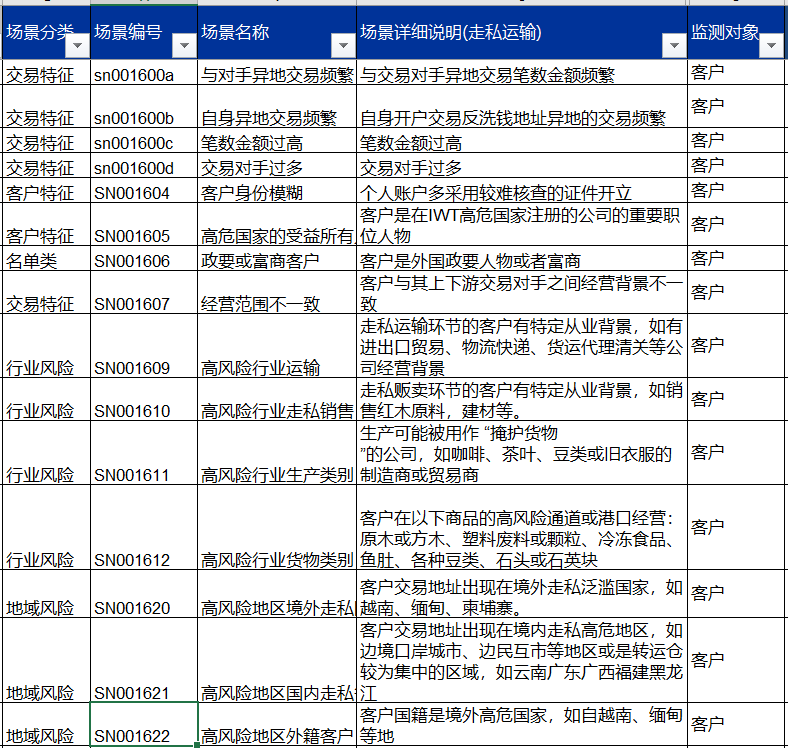 场景分类 场景编号 场景名称 场景详细说明(走私运输) 监测对象
交易特征 sn001600a 与对手异地交易频繁 与交易对手异地交易笔数金额频繁 客户
交易特征 sn001600b 自身异地交易频繁 自身开户交易反洗钱地址异地的交易频繁 客户
交易特征 sn001600c 笔数金额过高 笔数金额过高 客户
交易特征 sn001600d 交易对手过多 交易对手过多 客户
客户特征 SN001604 客户身份模糊 个人账户多采用较难核查的证件开立 客户
客户是在IWT高危国家注册的公司的重要职 客户
客户特征 SN001605 高危国家的受益所有 位人物
名单类 SN001606 政要或富商客户 客户是外国政要人物或者富商 客户
客户与其上下游交易对手之间经营背景不一 客户
交易特征 SN001607 经营范围不一致 致
走私运输环节的客户有特定从业背景，如有
进出口贸易、物流快递、货运代理清关等公 客户
行业风险 SN001609 高风险行业运输 司经营背景
走私贩卖环节的客户有特定从业背景，如销 客户
行业风险 SN001610 高风险行业走私销售 售红木原料，建材等。
生产可能被用作 “掩护货物
”的公司，如咖啡、茶叶、豆类或旧衣服的 客户
行业风险 SN001611 高风险行业生产类别 制造商或贸易商
客户在以下商品的高风险通道或港口经营： 客户
原木或方木、塑料废料或颗粒、冷冻食品、
行业风险 SN001612 高风险行业货物类别 鱼肚、各种豆类、石头或石英块
客户交易地址出现在境外走私泛滥国家，如 客户
地域风险 SN001620 高风险地区境外走私 越南、缅甸、柬埔寨。
客户交易地址出现在境内走私高危地区，如
边境口岸城市、边民互市等地区或是转运仓 客户
较为集中的区域，如云南广东广西福建黑龙
地域风险 SN001621 高风险地区国内走私 江
客户国籍是境外高危国家，如自越南、缅甸 客户
地域风险 SN001622 高风险地区外籍客户 等地